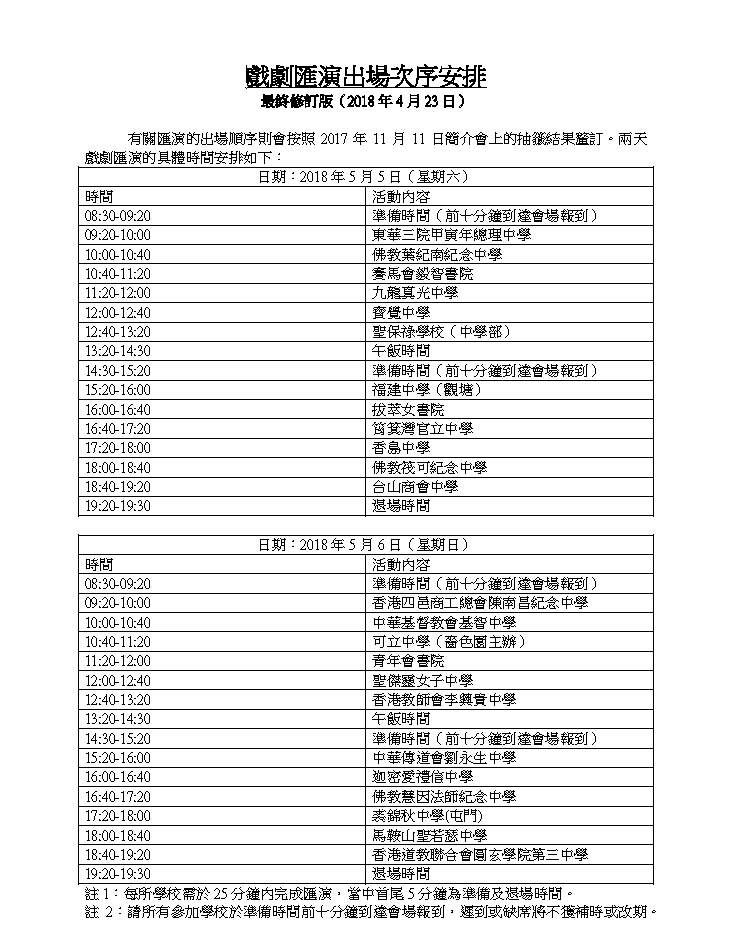 戲劇匯演出場次序安排
最終修訂版（2018 年 4 月 23 日）
有關匯演的出場順序則會按照 2017 年 11 月 11 日簡介會上的抽籤結果釐訂。兩天
戲劇匯演的具體時間安排如下：
日期：2018 年 5 月 5 日（星期六）
時間 活動內容
08:30-09:20 準備時間（前十分鐘到達會場報到）
09:20-10:00 東華三院甲寅年總理中學
10:00-10:40 佛教葉紀南紀念中學
10:40-11:20 賽馬會毅智書院
11:20-12:00 九龍真光中學
12:00-12:40 寶覺中學
12:40-13:20 聖保祿學校（中學部）
13:20-14:30 午飯時間
14:30-15:20 準備時間（前十分鐘到達會場報到）
15:20-16:00 福建中學（觀塘）
16:00-16:40 拔萃女書院
16:40-17:20 筲箕灣官立中學
17:20-18:00 香島中學
18:00-18:40 佛教筏可紀念中學
18:40-19:20 台山商會中學
19:20-19:30 退場時間
日期：2018 年 5 月 6 日（星期日）
時間 活動內容
08:30-09:20 準備時間（前十分鐘到達會場報到）
09:20-10:00 香港四邑商工總會陳南昌紀念中學
10:00-10:40 中華基督教會基智中學
10:40-11:20 可立中學（嗇色園主辦）
11:20-12:00 青年會書院
12:00-12:40 聖傑靈女子中學
12:40-13:20 香港教師會李興貴中學
13:20-14:30 午飯時間
14:30-15:20 準備時間（前十分鐘到達會場報到）
15:20-16:00 中華傳道會劉永生中學
16:00-16:40 迦密愛禮信中學
16:40-17:20 佛教慧因法師紀念中學
17:20-18:00 裘錦秋中學(屯門)
18:00-18:40 馬鞍山聖若瑟中學
18:40-19:20 香港道教聯合會圓玄學院第三中學
19:20-19:30 退場時間
註 1：每所學校需於 25 分鐘內完成匯演，當中首尾 5 分鐘為準備及退場時間。
註 2：請所有參加學校於準備時間前十分鐘到達會場報到，遲到或缺席將不獲補時或改期。